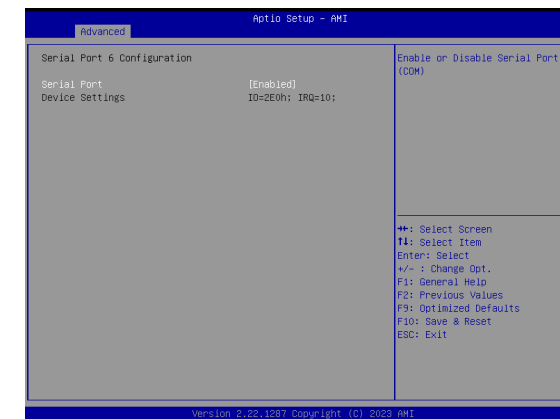 Aptio Setup - AMI
Advanced
Serial Port 6 Configuration
Serial Port [Enabled]
Device Settings IO=2E0h; IRQ=10;
Enable or Disable Serial Port
(COM)
→←: Select Screen
↑↓: Select Item
Enter: Select
+/- : Change Opt.
F1: General Help
F2: Previous Values
F9: Optimized Defaults
F10: Save & Reset
ESC: Exit
Version 2.22.1287 Copyright (C) 2023 AMI